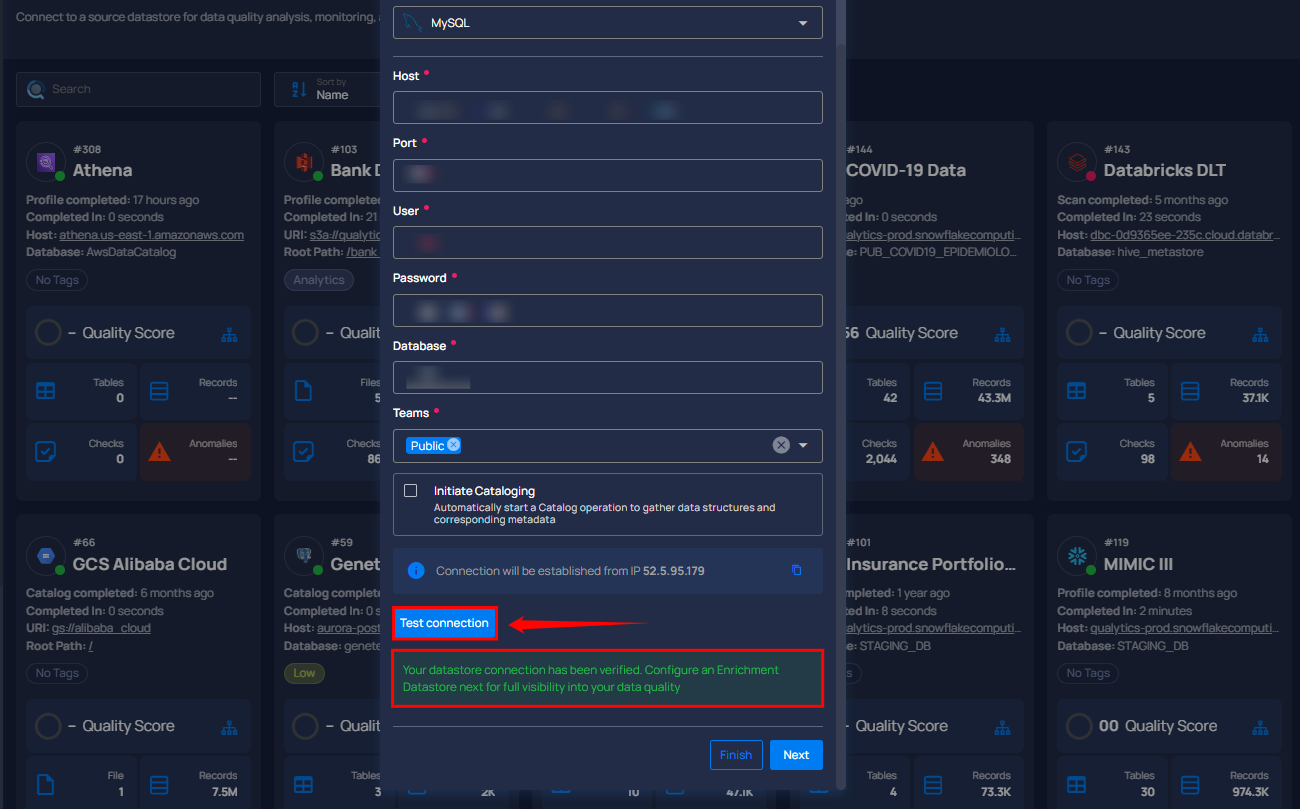 Connect to a source datastore for data quality analysis, monitoring,
MySQL
Search
Sort by
Name
Host *
Port *
User *
Password *
Database *
Teams *
Public
Initiate Cataloging
Automatically start a Catalog operation to gather data structures and
corresponding metadata
Connection will be established from IP 52.5.95.179
Test connection
Your datastore connection has been verified. Configure an Enrichment
Datastore next for full visibility into your data quality
Finish
Next
#308
Athena
Profile completed: 17 hours ago
Completed In: 0 seconds
Host: athena.us-east-1.amazonaws.com
Database: AwsDataCatalog
No Tags
– Quality Score
Tables
0
Records
--
Checks
0
Anomalies
--
#103
Bank D
Profile complete
Completed In: 21
URI: s3a://qualytic
Root Path: /bank_
Analytics
– Qualit
Files
5
Checks
86
#144
COVID-19 Data
ago
0 seconds
alytics-prod.snowflakecomputi...
e: PUB_COVID19_EPIDEMIOLO...
56 Quality Score
Tables
42
Records
43.3M
Checks
2,044
Anomalies
348
#143
Databricks DLT
Scan completed: 5 months ago
Completed In: 23 seconds
Host: dbc-0d9365ee-235c.cloud.databr...
Database: hive_metastore
No Tags
– Quality Score
Tables
5
Records
37.1K
Checks
98
Anomalies
14
#66
GCS Alibaba Cloud
Catalog completed: 6 months ago
Completed In: 0 seconds
URI: gs://alibaba_cloud
Root Path: /
No Tags
– Quality Score
File
1
Records
7.5M
#59
Genet
Catalog complet
Completed In: 0 s
Host: aurora-post
Database: genete
Low
– Qualit
Tables
3
2K
10
47.1K
#101
Insurance Portfolio...
1 year ago
8 seconds
alytics-prod.snowflakecomputi...
e: STAGING_DB
Quality Score
Tables
4
Records
73.3K
#119
MIMIC III
Profile completed: 8 months ago
Completed In: 2 minutes
Host: qualytics-prod.snowflakecomputi...
Database: STAGING_DB
No Tags
00 Quality Score
Tables
30
Records
974.3K